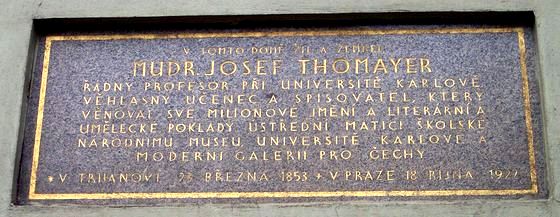 V TOMTO DOMĚ ŽIL A ZEMŘEL
MUDR. JOSEF THOMAYER
ŘÁDNÝ PROFESOR PŘI UNIVERSITĚ KARLOVĚ
VĚHLASNÝ UČENEC A SPISOVATEL, KTERÝ
VĚNOVAL SVÉ MILIONOVÉ JMĚNÍ A LITERÁRNÍ A
UMĚLECKÉ POKLADY ÚSTŘEDNÍ MATICI ŠKOLSKÉ
NÁRODNÍMU MUSEU, UNIVERSITĚ KARLOVĚ A
MODERNÍ GALERII PRO ČECHY
* V TRHANOVĚ 23. BŘEZNA 1853 + V PRAZE 18. ŘÍJNA 1927